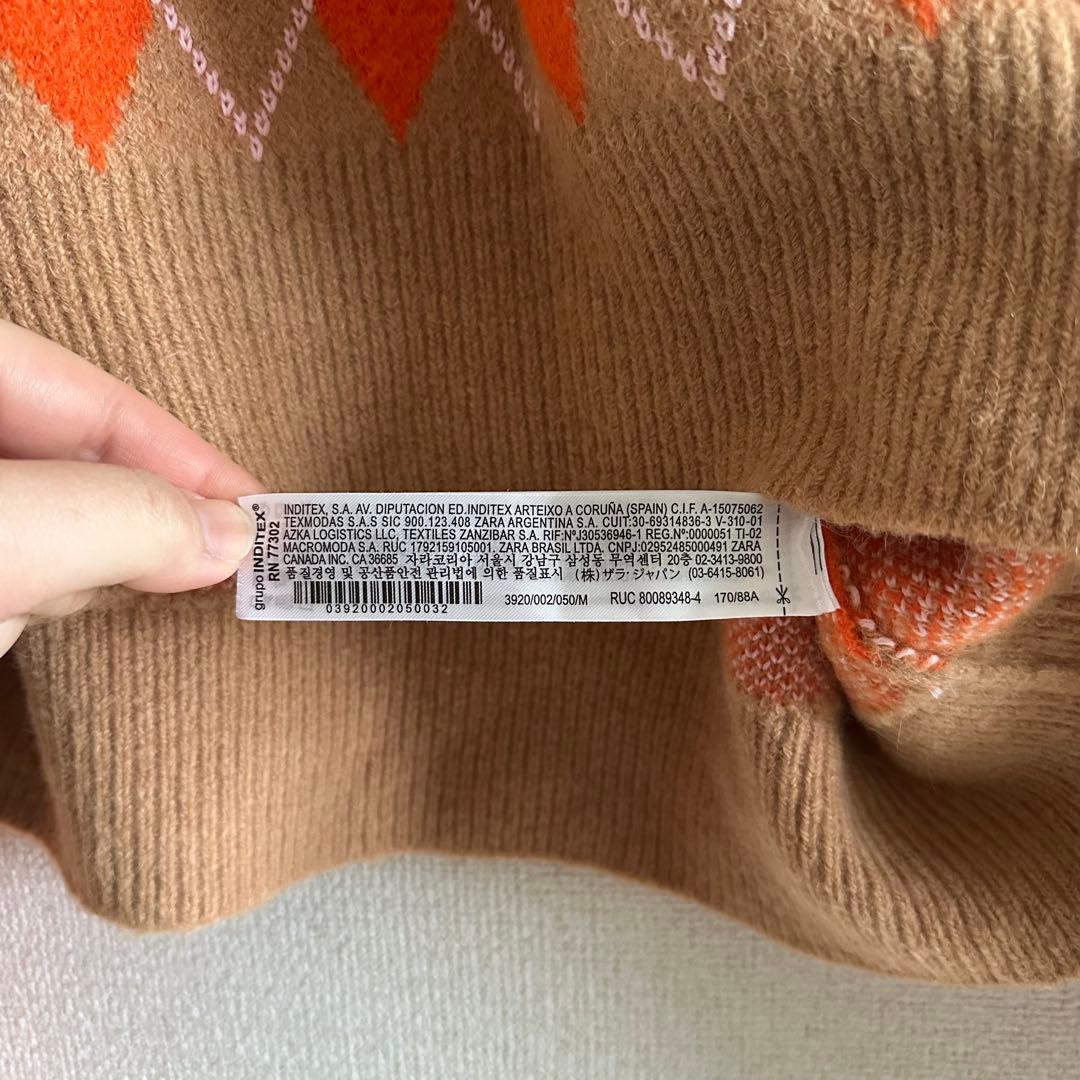 grupo INDITEX®
RN 77302
INDITEX, S.A. AV. DIPUTACION ED.INDITEX ARTEIXO A CORUÑA (SPAIN) C.I.F. A-15075062
TEXMODAS S.A.S SIC 900.123.408 ZARA ARGENTINA S.A. CUIT:30-69314836-3 V-310-01
AZKA LOGISTICS LLC, TEXTILES ZANZIBAR S.A. RIF:NºJ30536946-1 REG.Nº:0000051 TI-02
MACROMODA S.A. RUC 1792159105001. ZARA BRASIL LTDA. CNPJ:02952485000491 ZARA
CANADA INC. CA 36685 자라코리아 서울시 강남구 삼성동 무역센터 20층 02-3413-9800
품질경영 및 공산품안전 관리법에 의한 품질표시 (株) ザラ・ジャパン (03-6415-8061)
03920002050032
3920/002/050/M RUC 80089348-4 170/88A